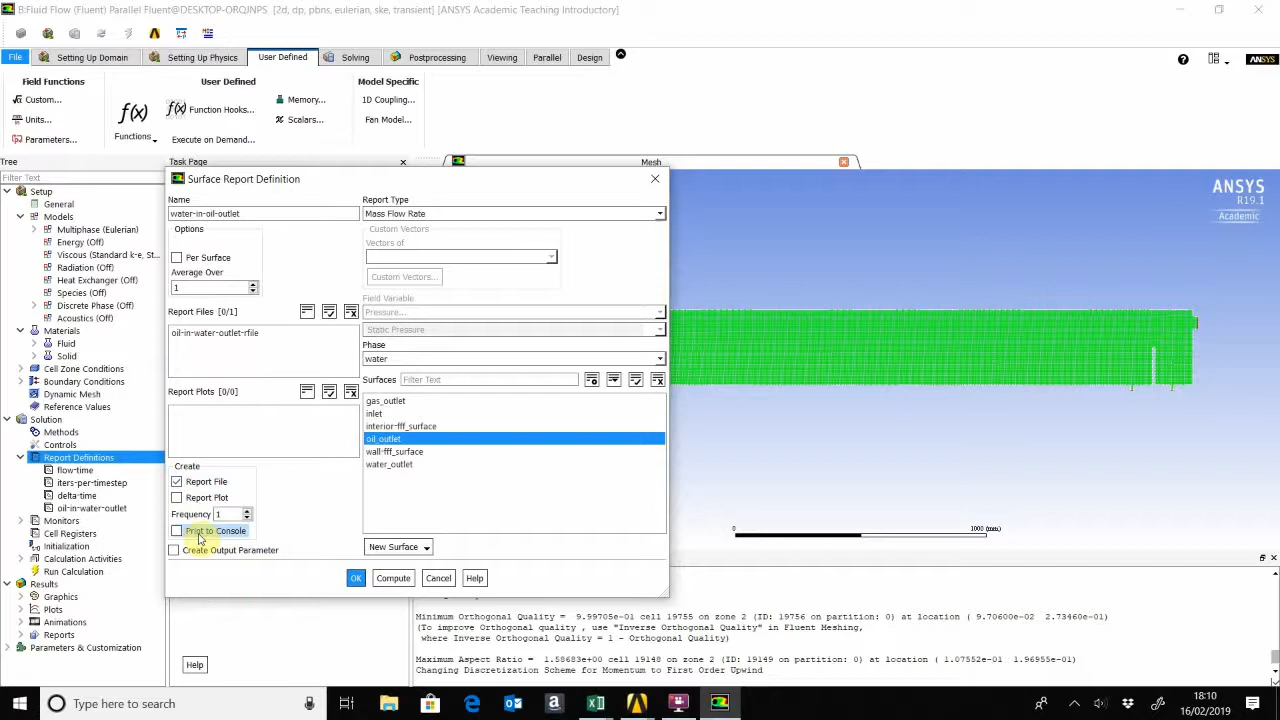 B:Fluid Flow (Fluent) Parallel Fluent@DESKTOP-ORQJNPS [2d, dp, pbns, eulerian, ske, transient] [ANSYS Academic Teaching Introductory]
File Setting Up Domain Setting Up Physics User Defined Solving Postprocessing Viewing Parallel Design ANSYS
Field Functions User Defined Model Specific
Custom... Function Hooks... Memory... 1D Coupling...
Units... Scalars... Fan Model...
Parameters... Functions Execute on Demand...
Tree Task Page Mesh
Filter Text
Setup
General
Models
Multiphase (Eulerian)
Energy (Off)
Viscous (Standard k-e, St...
Radiation (Off)
Heat Exchanger (Off)
Species (Off)
Discrete Phase (Off)
Acoustics (Off)
Materials
Fluid
Solid
Cell Zone Conditions
Boundary Conditions
Dynamic Mesh
Reference Values
Solution
Methods
Controls
Report Definitions
flow-time
iters-per-timestep
delta-time
oil-in-water-outlet
Monitors
Cell Registers
Initialization
Calculation Activities
Run Calculation
Results
Graphics
Plots
Animations
Reports
Parameters & Customization
Surface Report Definition
Name
water-in-oil-outlet
Options
Per Surface
Average Over
1
Report Files [0/1]
oil-in-water-outlet-rfile
Report Plots [0/0]
Create
Report File
Report Plot
Frequency 1
Print to Console
Create Output Parameter
Report Type
Mass Flow Rate
Custom Vectors
Vectors of
Custom Vectors...
Field Variable
Pressure...
Static Pressure
Phase
water
Surfaces Filter Text
gas_outlet
inlet
interior-fff_surface
oil_outlet
wall-fff_surface
water_outlet
New Surface
OK Compute Cancel Help
Help
ANSYS
R19.1
Academic
0 1000 (mm)
Minimum Orthogonal Quality = 9.99705e-01 cell 19755 on zone 2 (ID: 19756 on partition: 0) at location ( 9.70600e-02 2.73460e-01)
(To improve Orthogonal quality , use "Inverse Orthogonal Quality" in Fluent Meshing,
where Inverse Orthogonal Quality = 1 - Orthogonal Quality)
Maximum Aspect Ratio = 1.58683e+00 cell 19148 on zone 2 (ID: 19149 on partition: 0) at location ( 1.07552e-01 1.96955e-01)
Changing Discretization Scheme for Momentum to First Order Upwind
Type here to search
18:10
16/02/2019